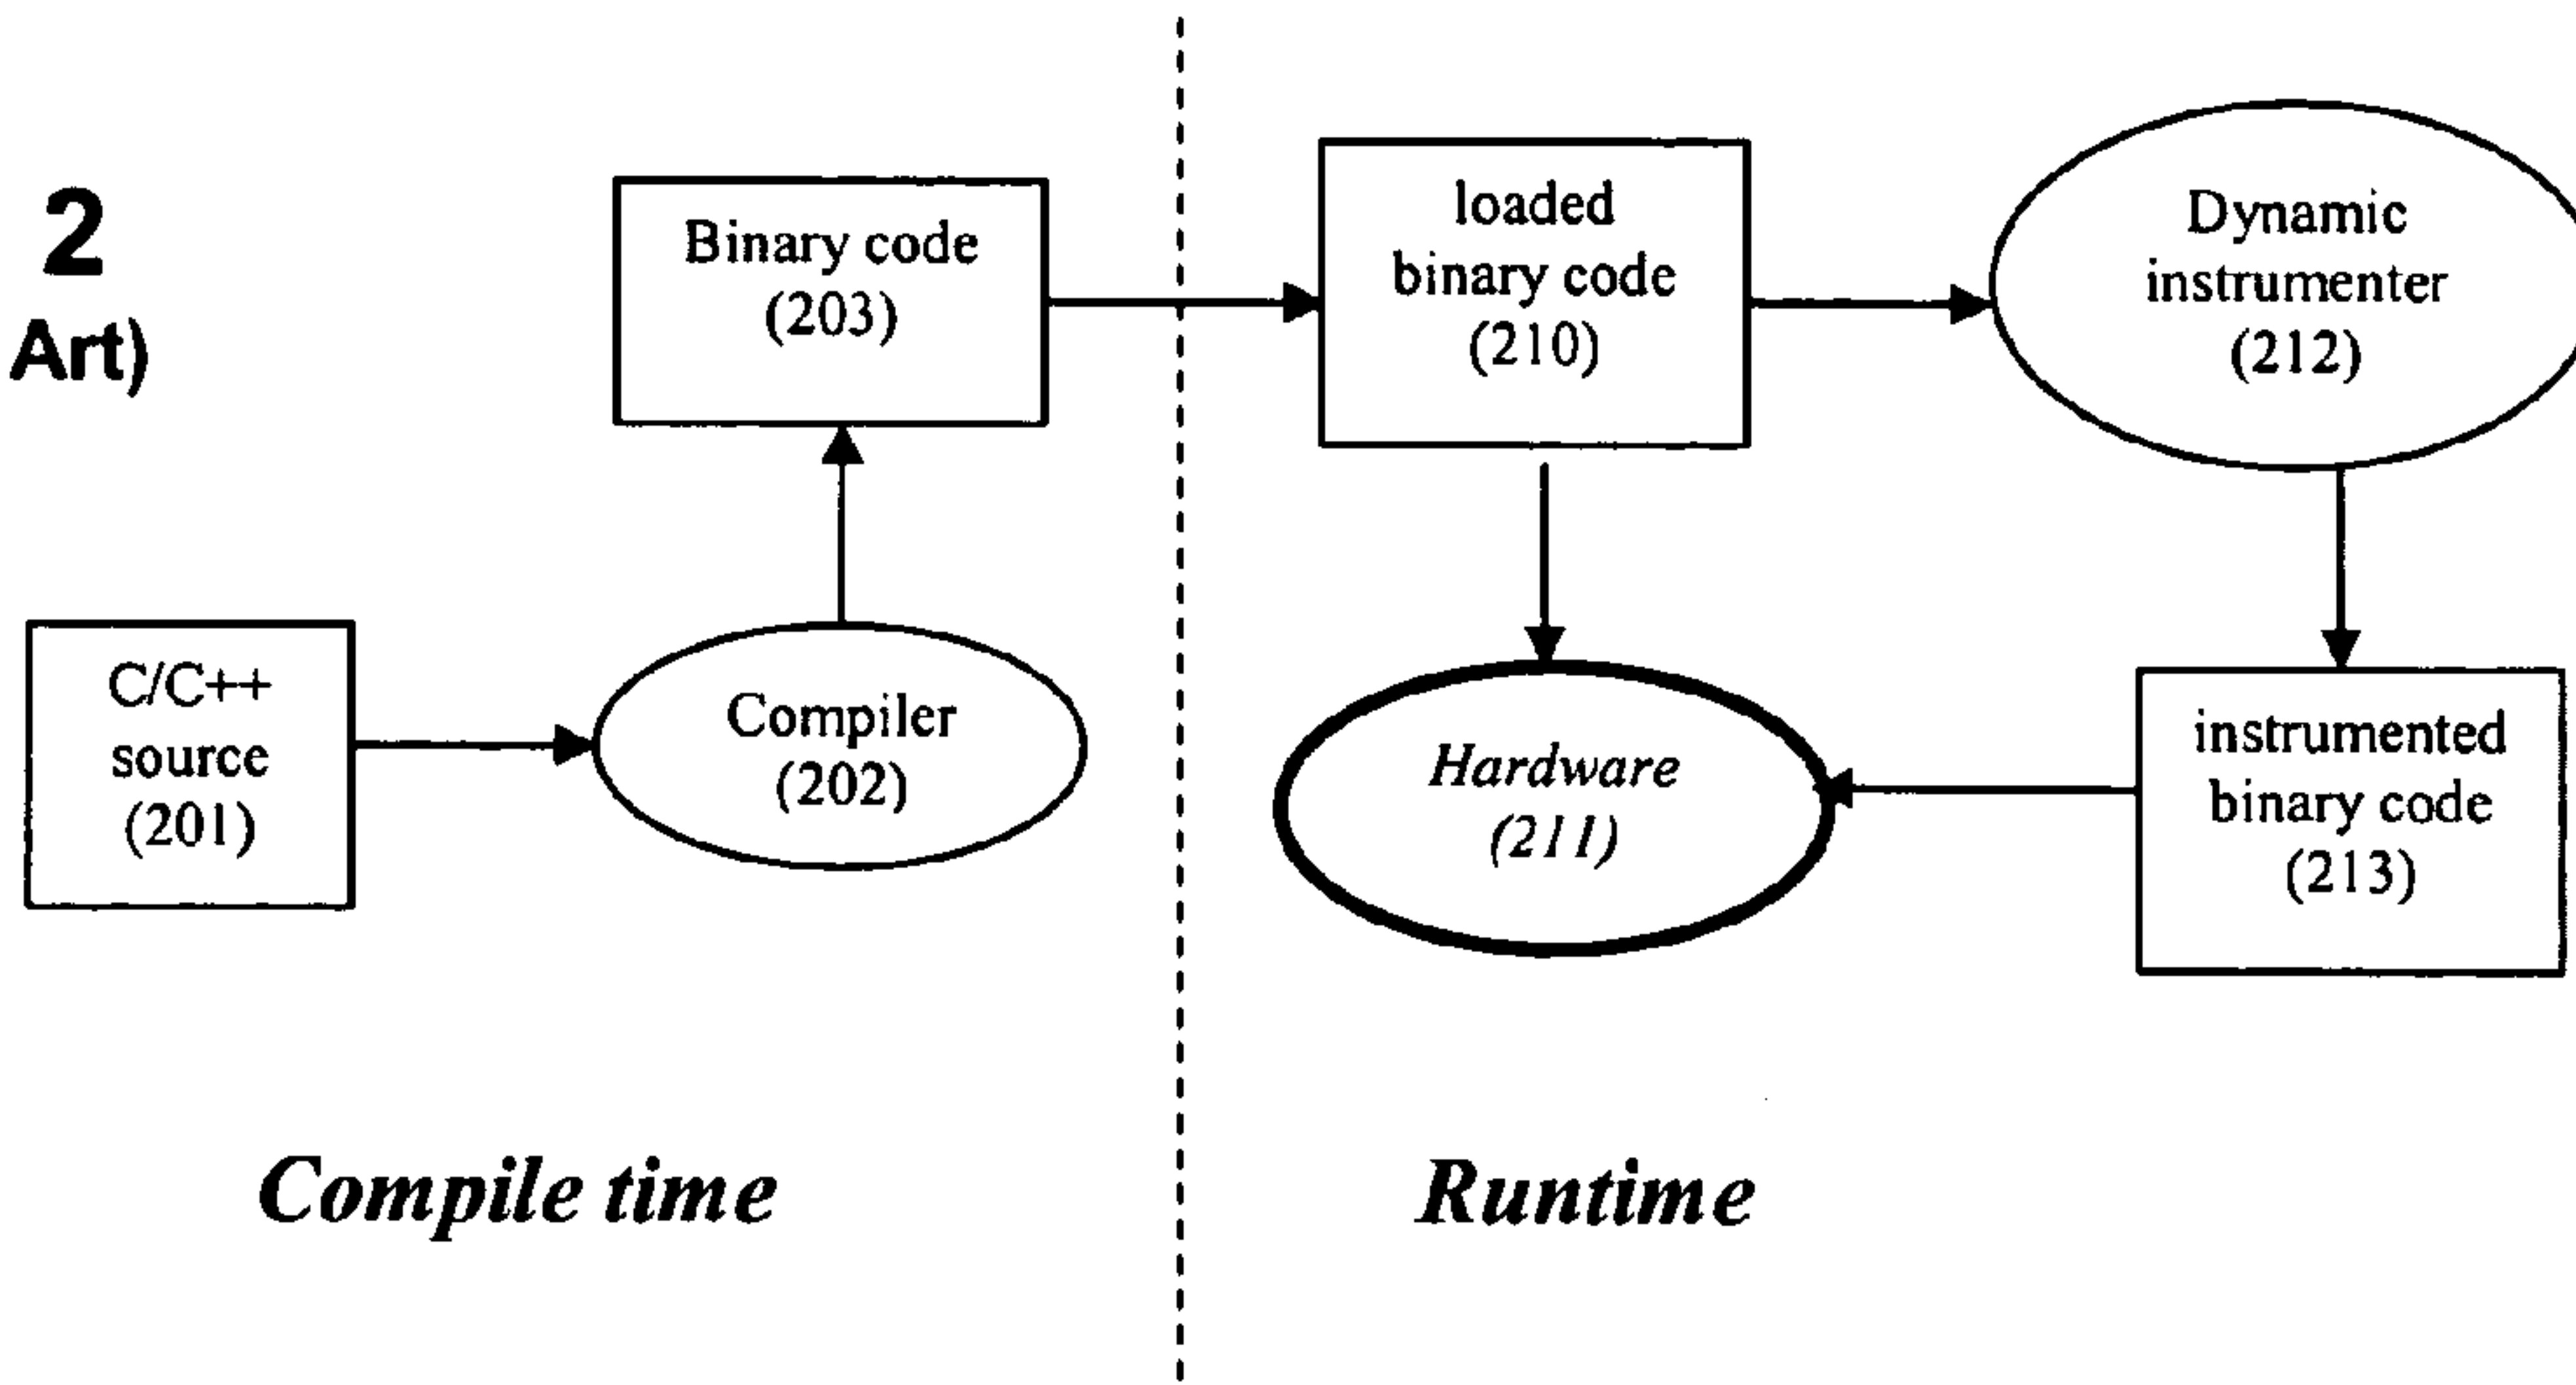 2
Art)
Binary code
(203)
C/C++
source
(201)
Compiler
(202)
Compile time
loaded
binary code
(210)
Dynamic
instrumenter
(212)
Hardware
(211)
instrumented
binary code
(213)
Runtime